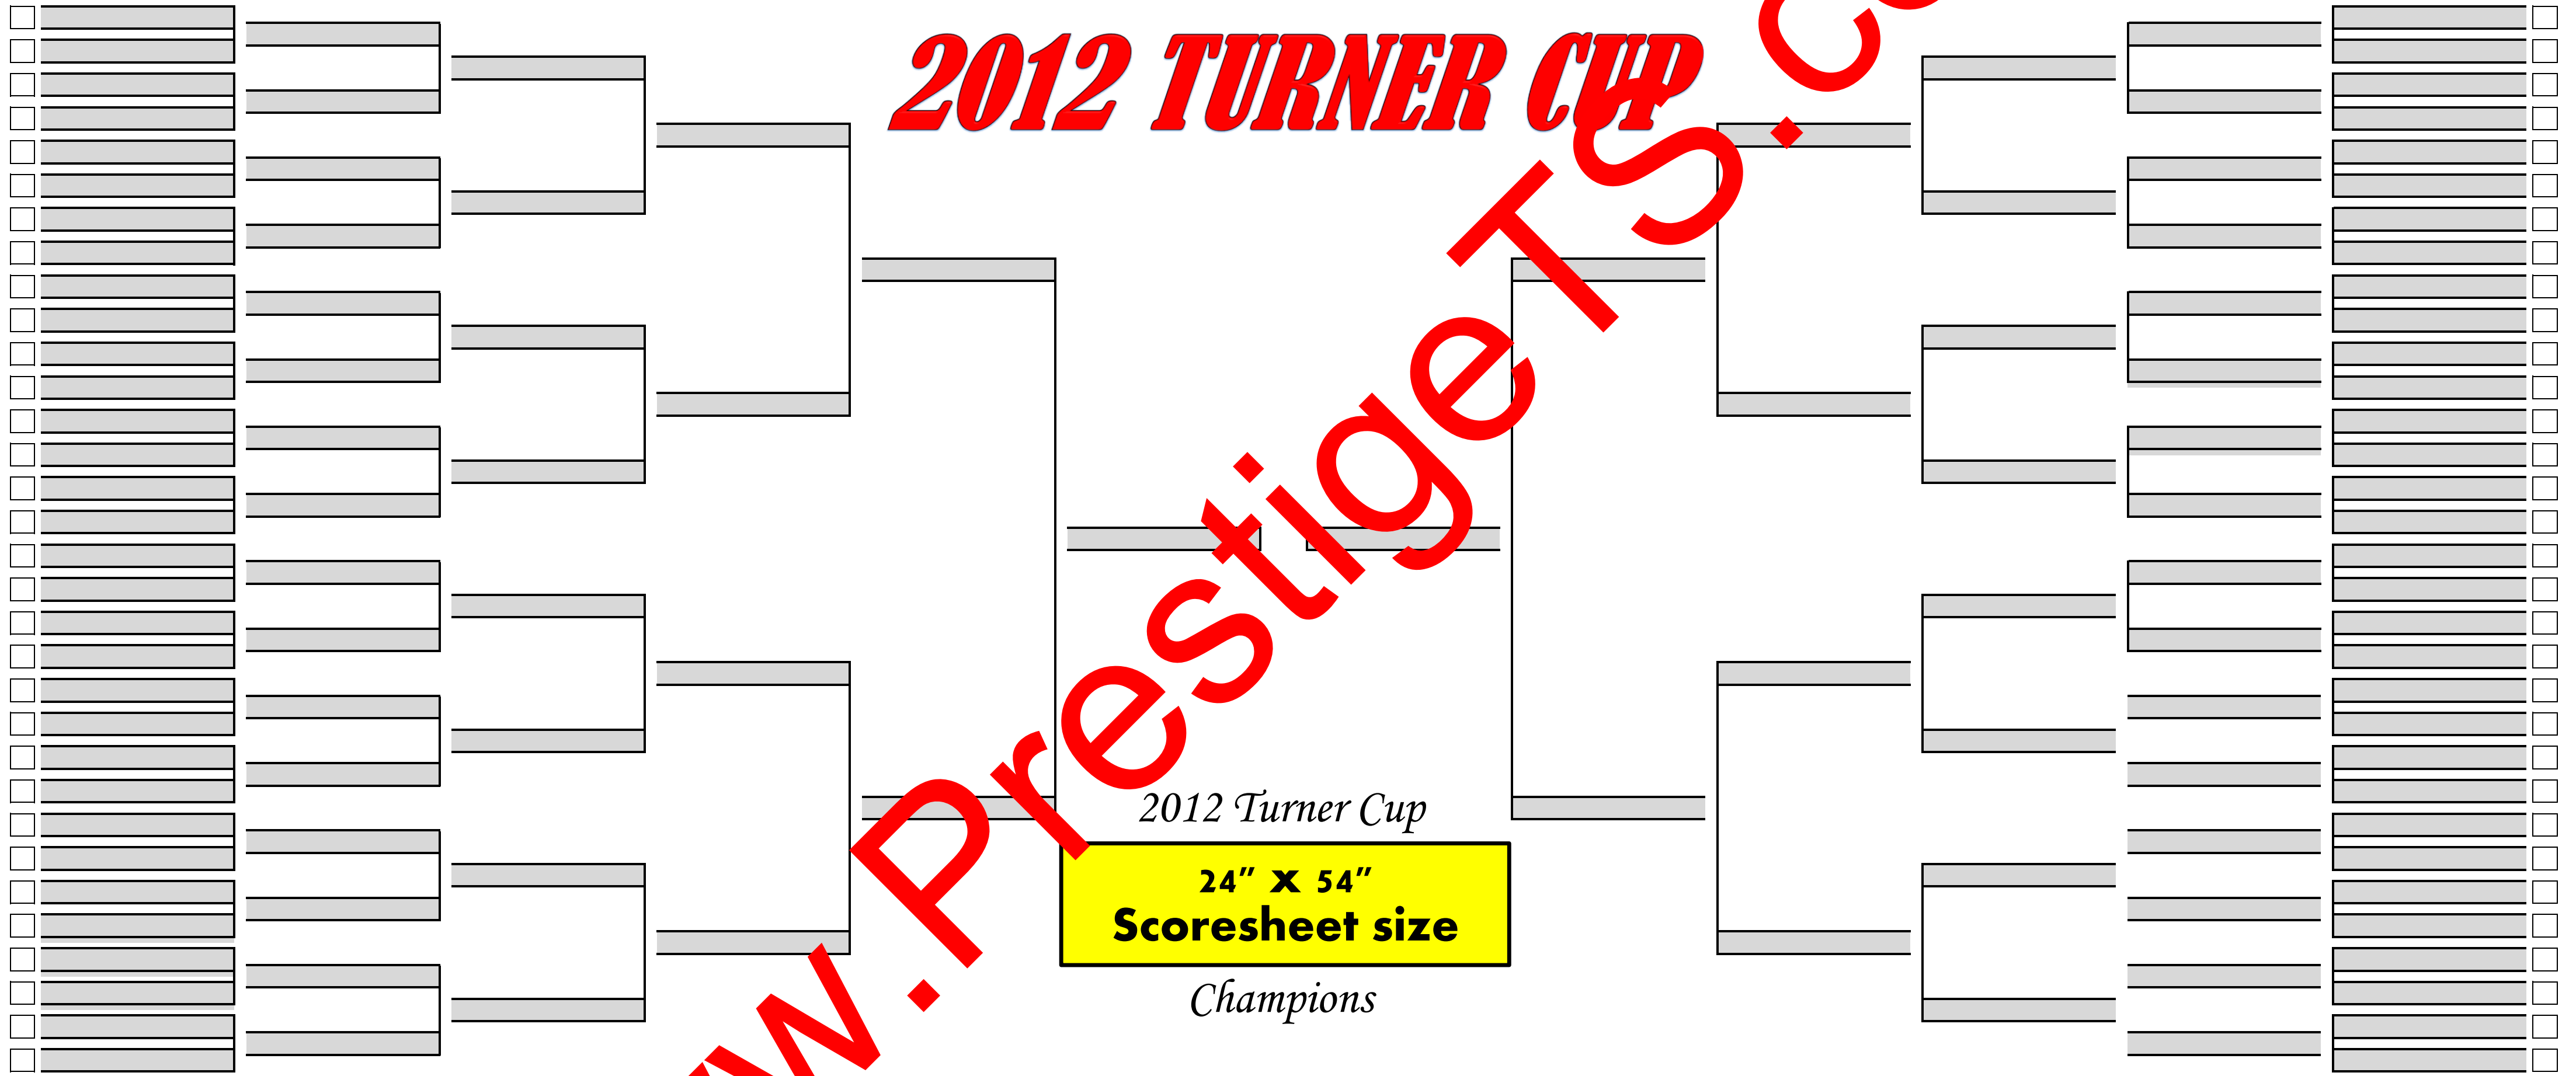 2012 TURNER CUP
www.PrestigeTS.co
2012 Turner Cup
24" X 54"
Scoresheet size
Champions